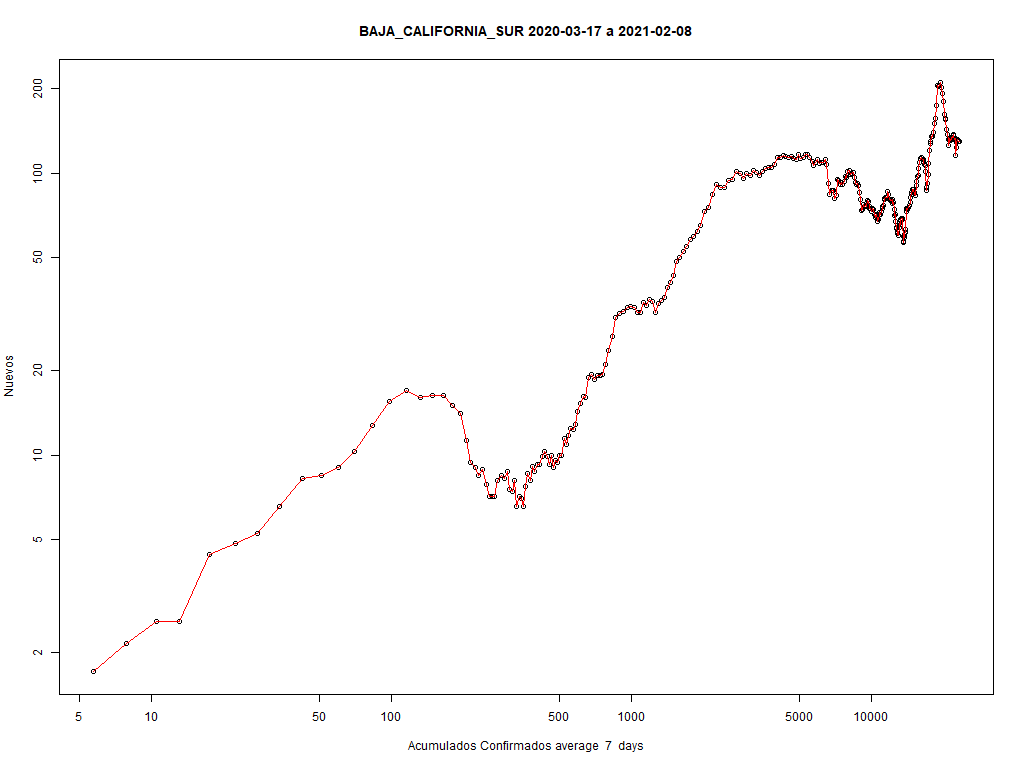 BAJA_CALIFORNIA_SUR 2020-03-17 a 2021-02-08
Nuevos
200
100
50
20
10
5
2
5 10 50 100 500 1000 5000 10000
Acumulados Confirmados average 7 days